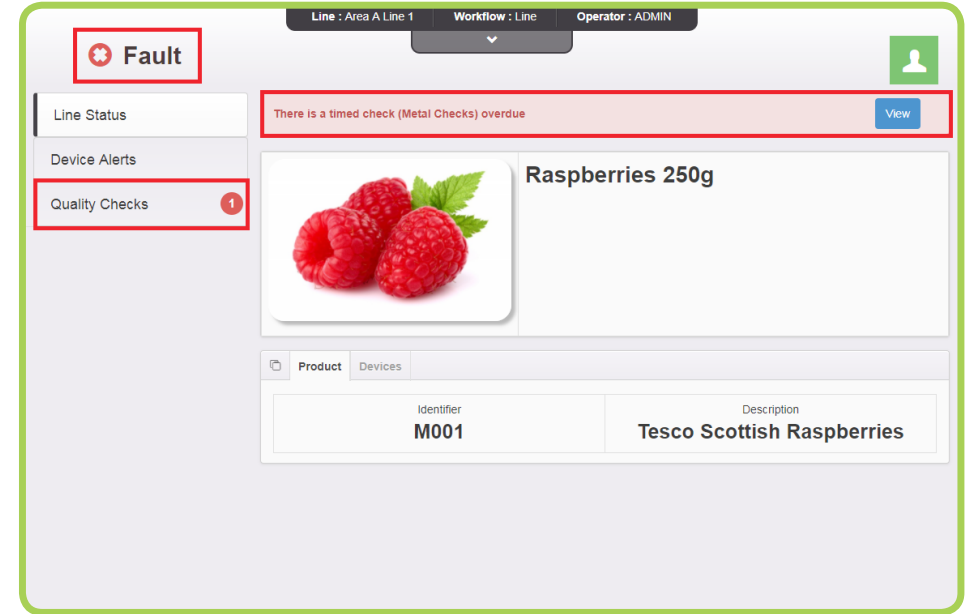 Line : Area A Line 1 Workflow : Line Operator : ADMIN
Fault
Line Status
There is a timed check (Metal Checks) overdue View
Device Alerts
Quality Checks 1
Raspberries 250g
Product Devices
Identifier Description
M001 Tesco Scottish Raspberries